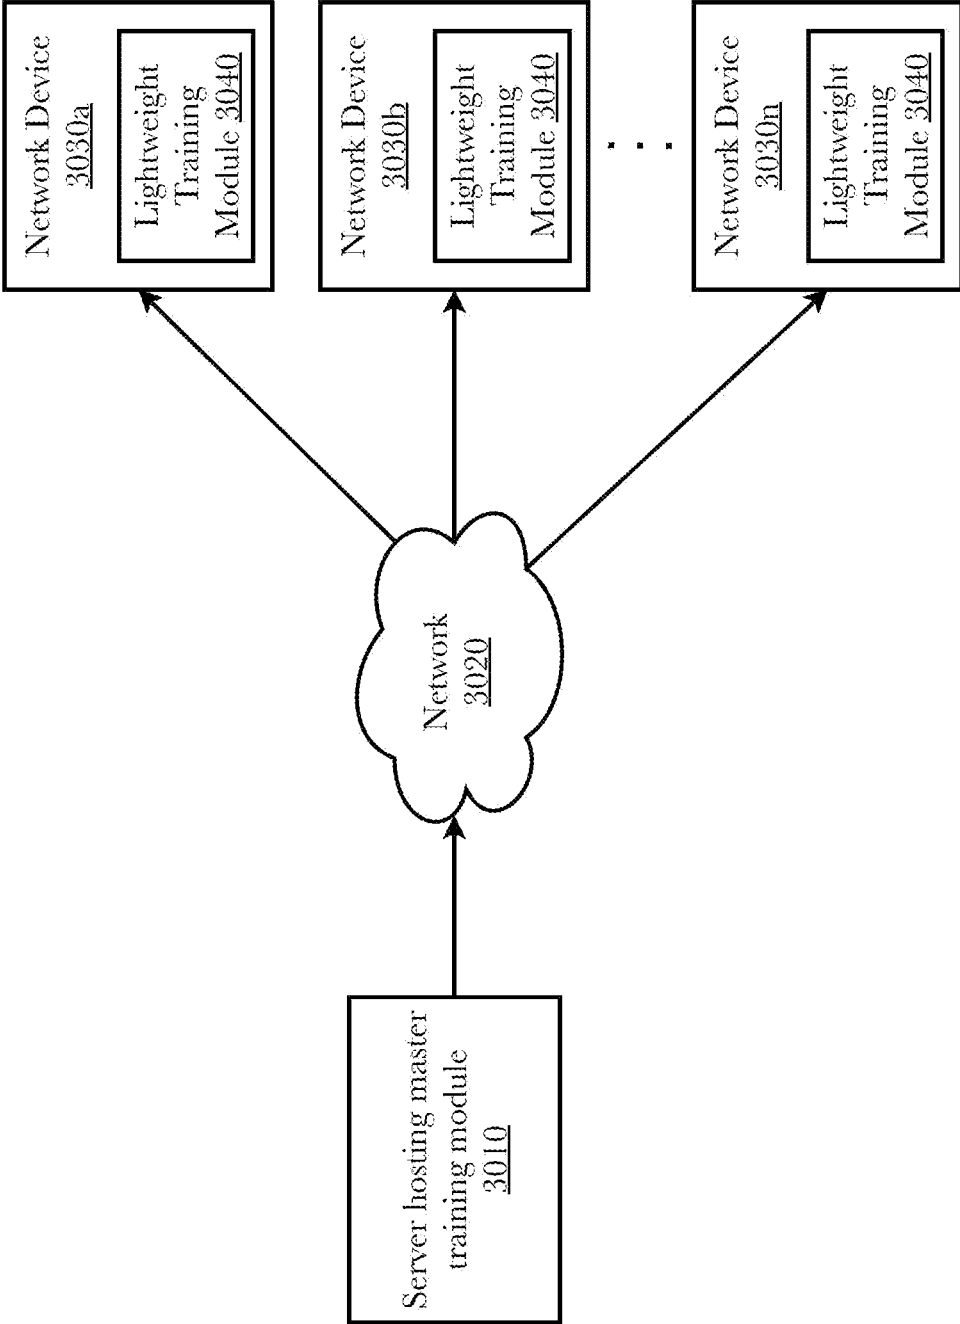 Server hosting master
training module
3010
Network
3020
Network Device
3030a
Lightweight
Training
Module 3040
Network Device
3030b
Lightweight
Training
Module 3040
. . .
Network Device
3030n
Lightweight
Training
Module 3040